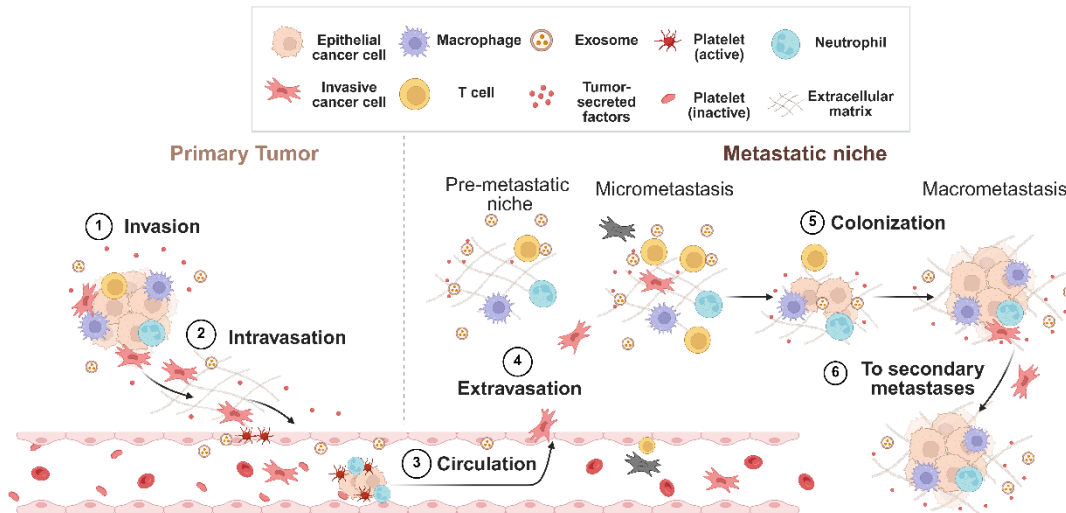 Epithelial
cancer cell
Macrophage
Exosome
Platelet
(active)
Neutrophil
Invasive
cancer cell
T cell
Tumor-
secreted
factors
Platelet
(inactive)
Extracellular
matrix
Primary Tumor
Metastatic niche
Pre-metastatic
niche
Micrometastasis
Macrometastasis
1 Invasion
5 Colonization
2 Intravasation
4
Extravasation
6 To secondary
metastases
3 Circulation